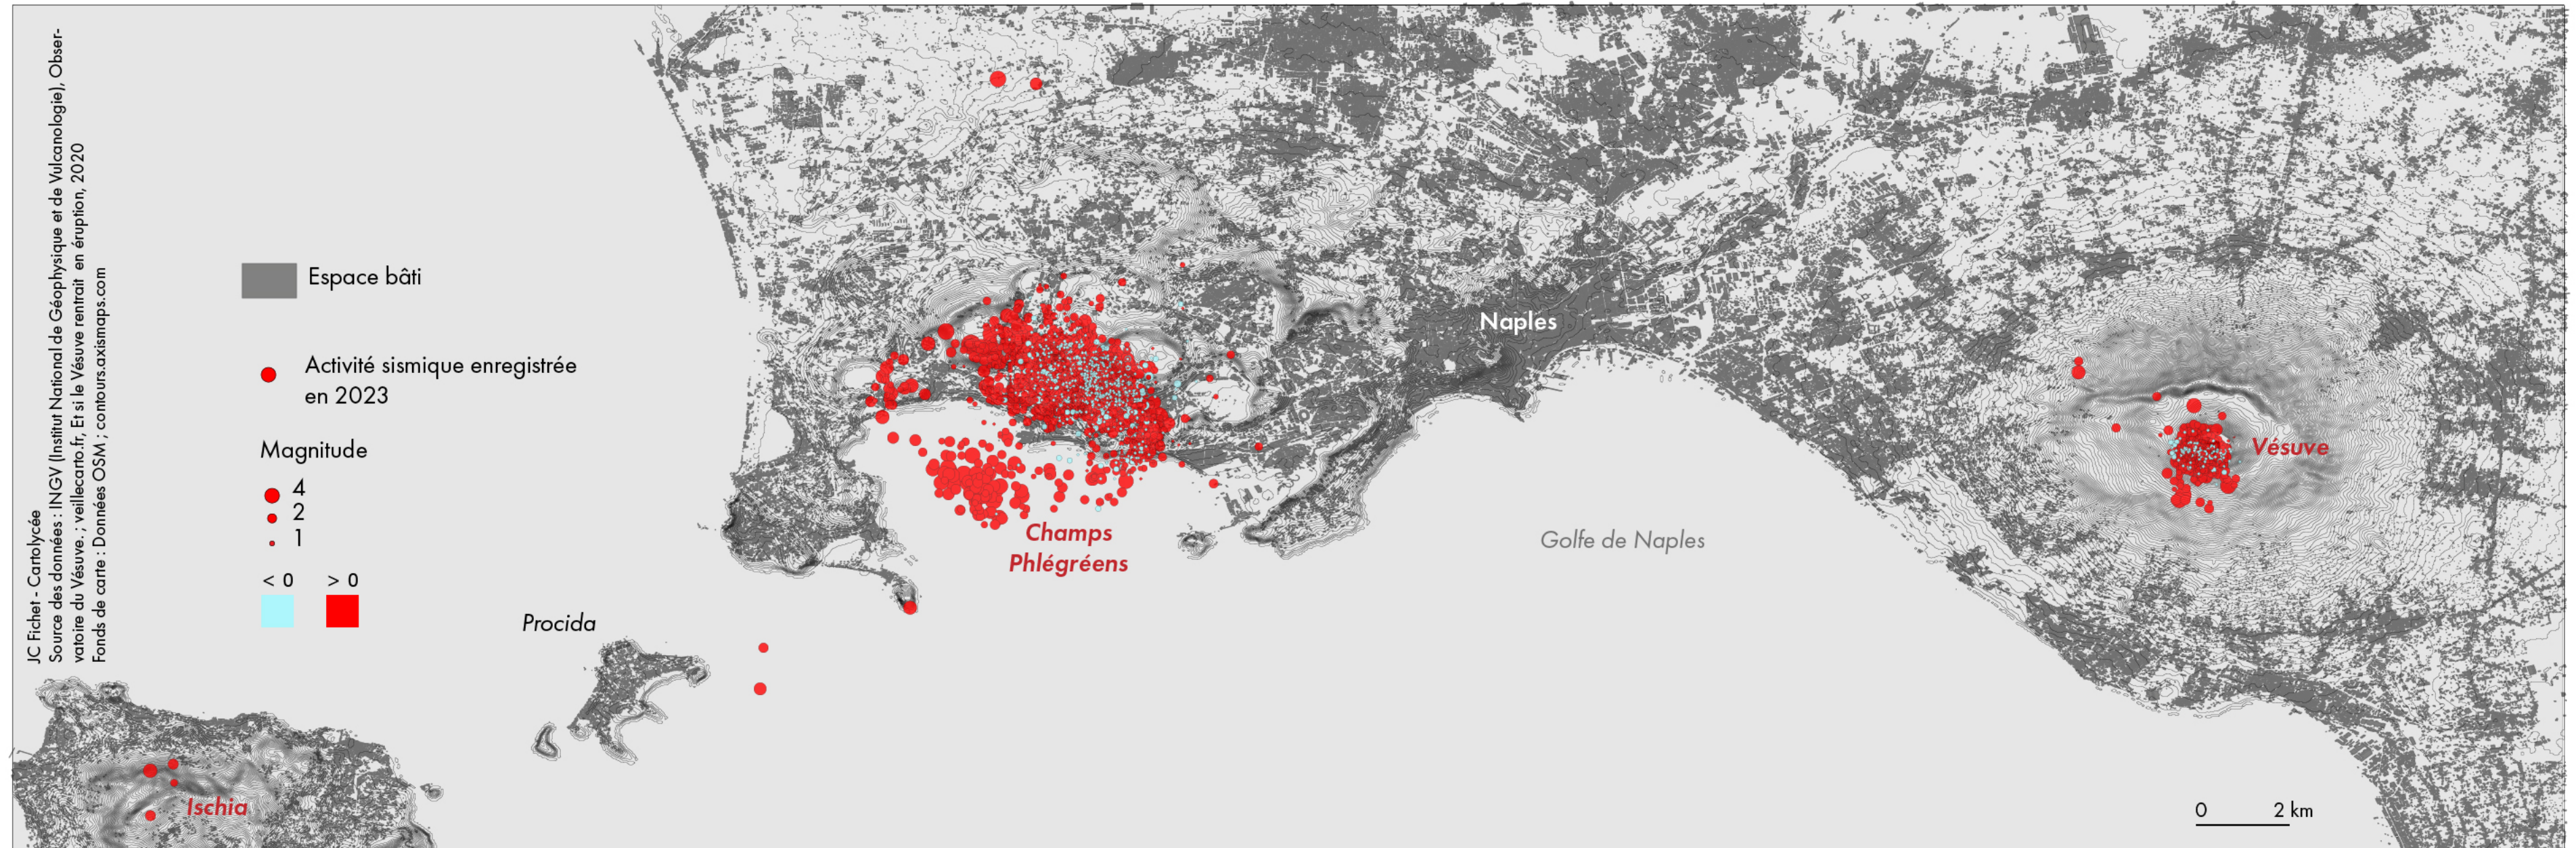 JC Fichet - Cartolycée
Source des données : INGV (Institut National de Géophysique et de Vulcanologie), Obser-
vatoire du Vésuve. ; veillecarto.fr, Et si le Vésuve rentrait en éruption, 2020
Fonds de carte : Données OSM ; contours.axismaps.com
Espace bâti
Activité sismique enregistrée
en 2023
Magnitude
4
2
1
< 0 > 0
Naples
Vésuve
Champs
Phlégréens
Golfe de Naples
Procida
Ischia
0 2 km